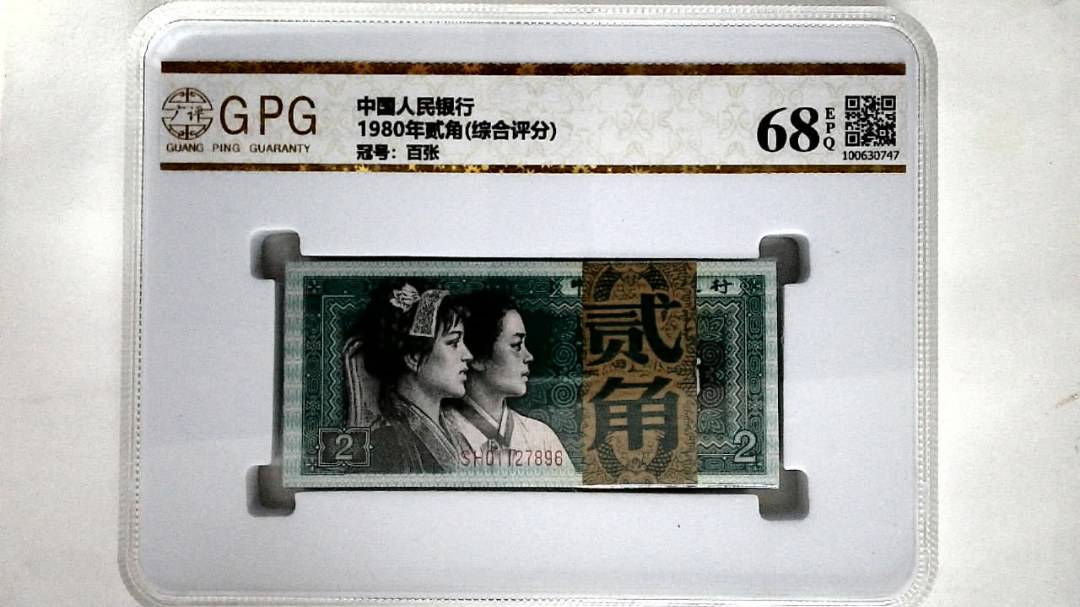 GPG
GUANG PING GUARANTY
中国人民银行
1980年贰角(综合评分)
冠号：百张
68
EPQ
100630747
行
贰角
2
2